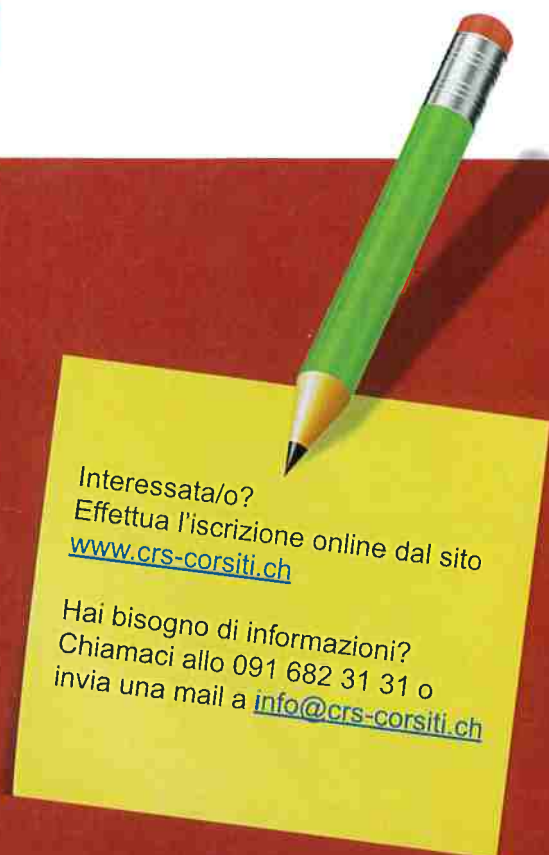 Interessata/o?
Effettua l'iscrizione online dal sito
www.crs-corsiti.ch
Hai bisogno di informazioni?
Chiamaci allo 091 682 31 31 o
invia una mail a info@crs-corsiti.ch